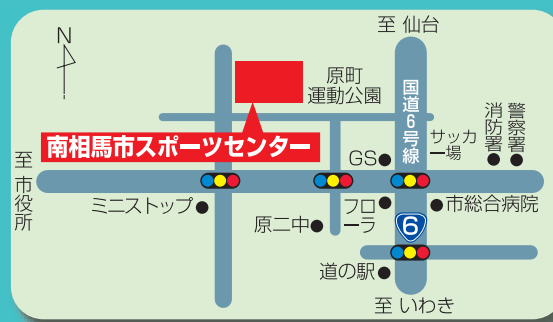 至 仙台
N
原町
運動公園
国道6号線
サッカ
ー場
消防署
警察署
南相馬市スポーツセンター
GS
至 市役所
ミニストップ
原二中
フロ
ーラ
市総合病院
6
道の駅
至 いわき